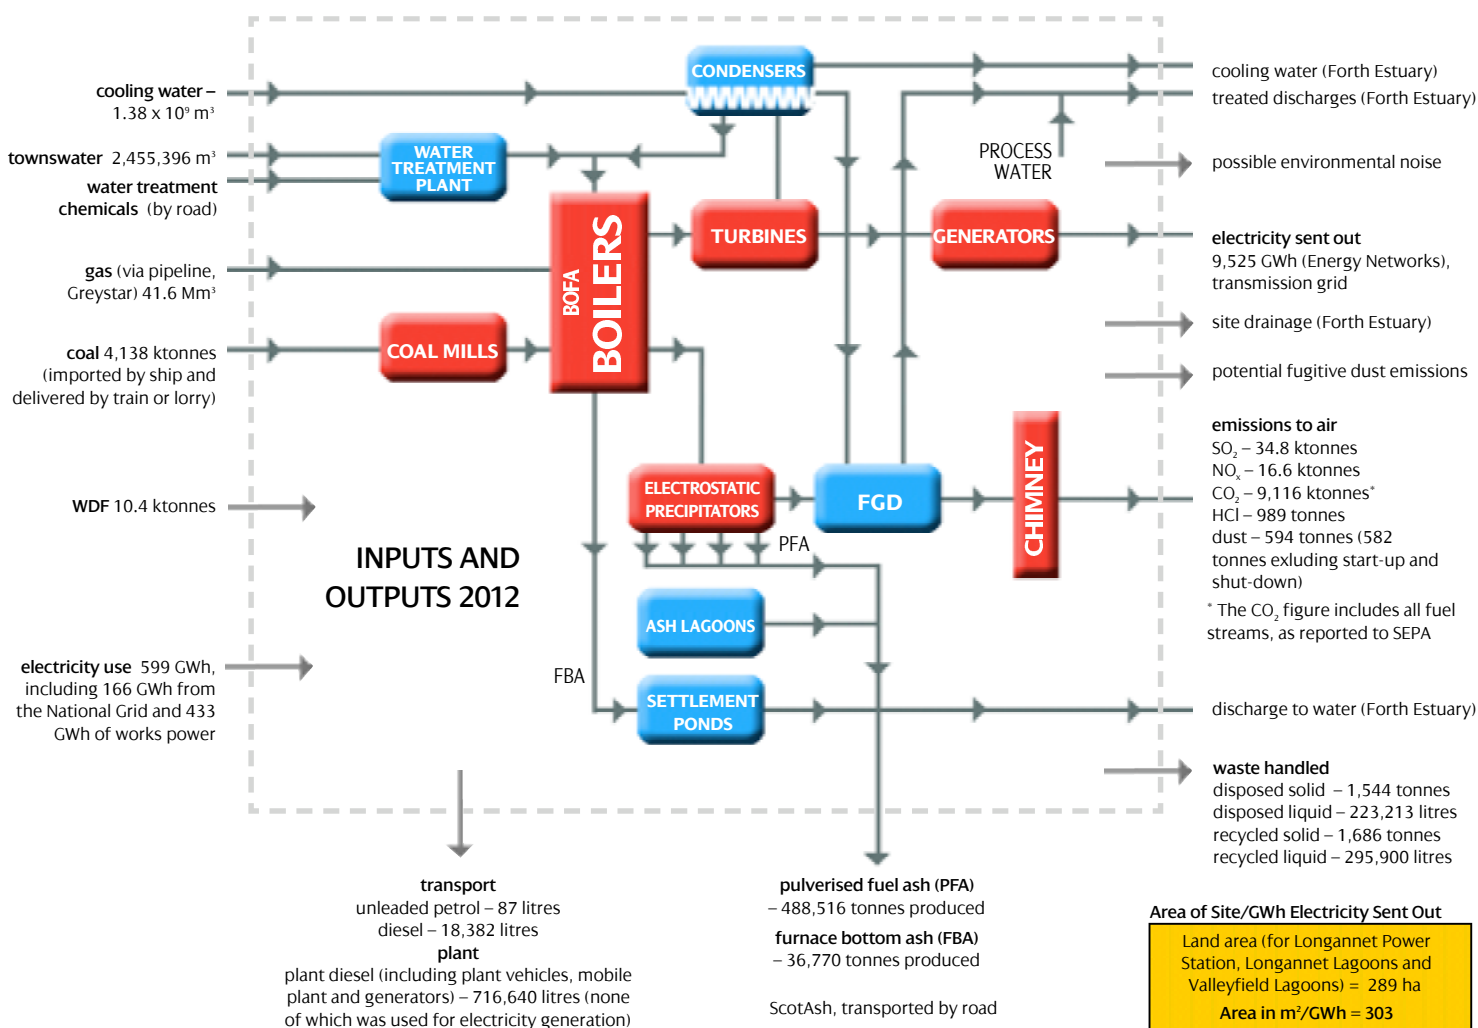 cooling water –
1.38 x 10⁹ m³
townswater 2,455,396 m³
water treatment
chemicals (by road)
gas (via pipeline,
Greystar) 41.6 Mm³
coal 4,138 ktonnes
(imported by ship and
delivered by train or lorry)
WDF 10.4 ktonnes
electricity use 599 GWh,
including 166 GWh from
the National Grid and 433
GWh of works power
CONDENSERS
WATER
TREATMENT
PLANT
BOFA
BOILERS
TURBINES
GENERATORS
PROCESS
WATER
COAL MILLS
ELECTROSTATIC
PRECIPITATORS
FGD
CHIMNEY
PFA
INPUTS AND
OUTPUTS 2012
ASH LAGOONS
FBA
SETTLEMENT
PONDS
cooling water (Forth Estuary)
treated discharges (Forth Estuary)
possible environmental noise
electricity sent out
9,525 GWh (Energy Networks),
transmission grid
site drainage (Forth Estuary)
potential fugitive dust emissions
emissions to air
SO₂ – 34.8 ktonnes
NOₓ – 16.6 ktonnes
CO₂ – 9,116 ktonnes*
HCl – 989 tonnes
dust – 594 tonnes (582
tonnes exluding start-up and
shut-down)
* The CO₂ figure includes all fuel
streams, as reported to SEPA
discharge to water (Forth Estuary)
waste handled
disposed solid – 1,544 tonnes
disposed liquid – 223,213 litres
recycled solid – 1,686 tonnes
recycled liquid – 295,900 litres
transport
unleaded petrol – 87 litres
diesel – 18,382 litres
plant
plant diesel (including plant vehicles, mobile
plant and generators) – 716,640 litres (none
of which was used for electricity generation)
pulverised fuel ash (PFA)
– 488,516 tonnes produced
furnace bottom ash (FBA)
– 36,770 tonnes produced
ScotAsh, transported by road
Area of Site/GWh Electricity Sent Out
Land area (for Longannet Power
Station, Longannet Lagoons and
Valleyfield Lagoons) = 289 ha
Area in m²/GWh = 303